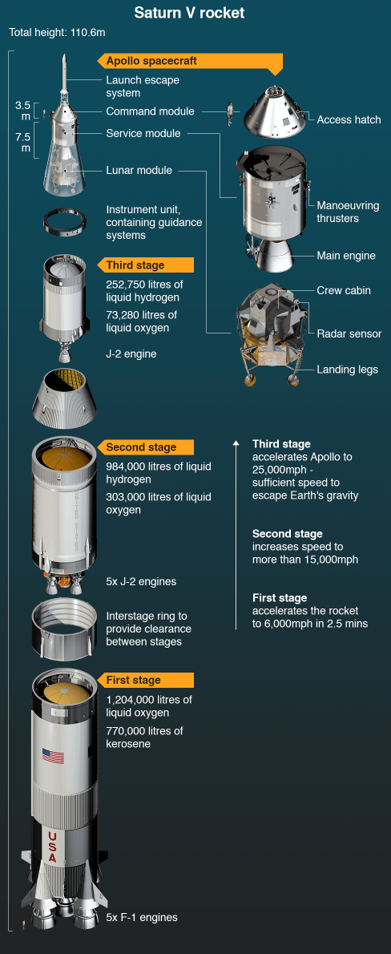 Saturn V rocket
Total height: 110.6m
Apollo spacecraft
Launch escape
system
3.5
m
Command module
Access hatch
7.5
m
Service module
Lunar module
Manoeuvring
thrusters
Instrument unit,
containing guidance
systems
Main engine
Third stage
252,750 litres of
liquid hydrogen
73,280 litres of
liquid oxygen
J-2 engine
Crew cabin
Radar sensor
Landing legs
Second stage
984,000 litres of liquid
hydrogen
303,000 litres of liquid
oxygen
5x J-2 engines
Third stage
accelerates Apollo to
25,000mph -
sufficient speed to
escape Earth's gravity
Second stage
increases speed to
more than 15,000mph
First stage
accelerates the rocket
to 6,000mph in 2.5 mins
Interstage ring to
provide clearance
between stages
First stage
1,204,000 litres of
liquid oxygen
770,000 litres of
kerosene
USA
5x F-1 engines